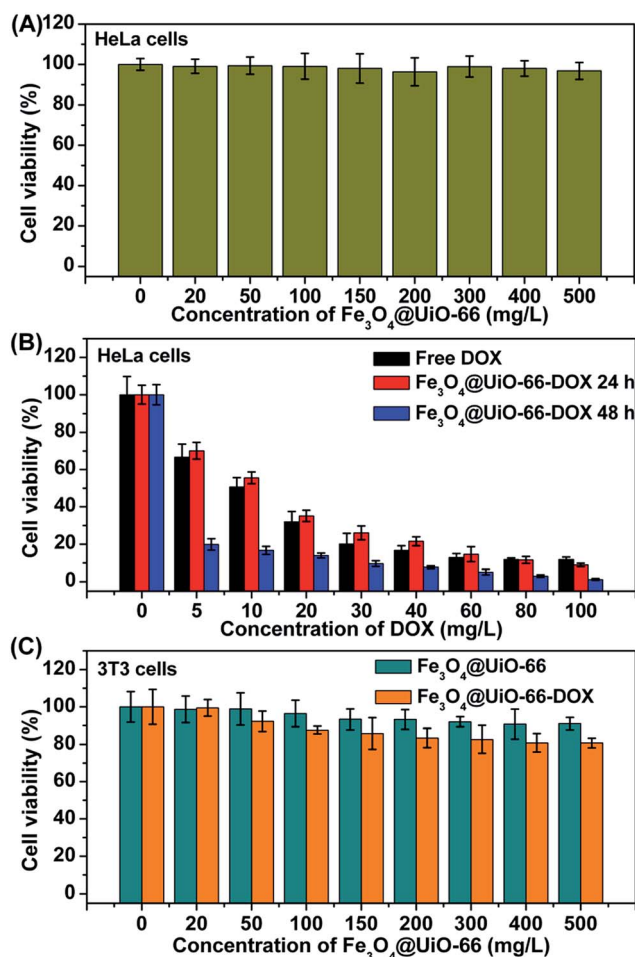 (A)
HeLa cells
Cell viability (%)
120
100
80
60
40
20
0
0 20 50 100 150 200 300 400 500
Concentration of Fe₃O₄@UiO-66 (mg/L)
(B)
HeLa cells
Free DOX
Fe₃O₄@UiO-66-DOX 24 h
Fe₃O₄@UiO-66-DOX 48 h
Cell viability (%)
120
100
80
60
40
20
0
0 5 10 20 30 40 60 80 100
Concentration of DOX (mg/L)
(C)
3T3 cells
Fe₃O₄@UiO-66
Fe₃O₄@UiO-66-DOX
Cell viability (%)
120
100
80
60
40
20
0
0 20 50 100 150 200 300 400 500
Concentration of Fe₃O₄@UiO-66 (mg/L)